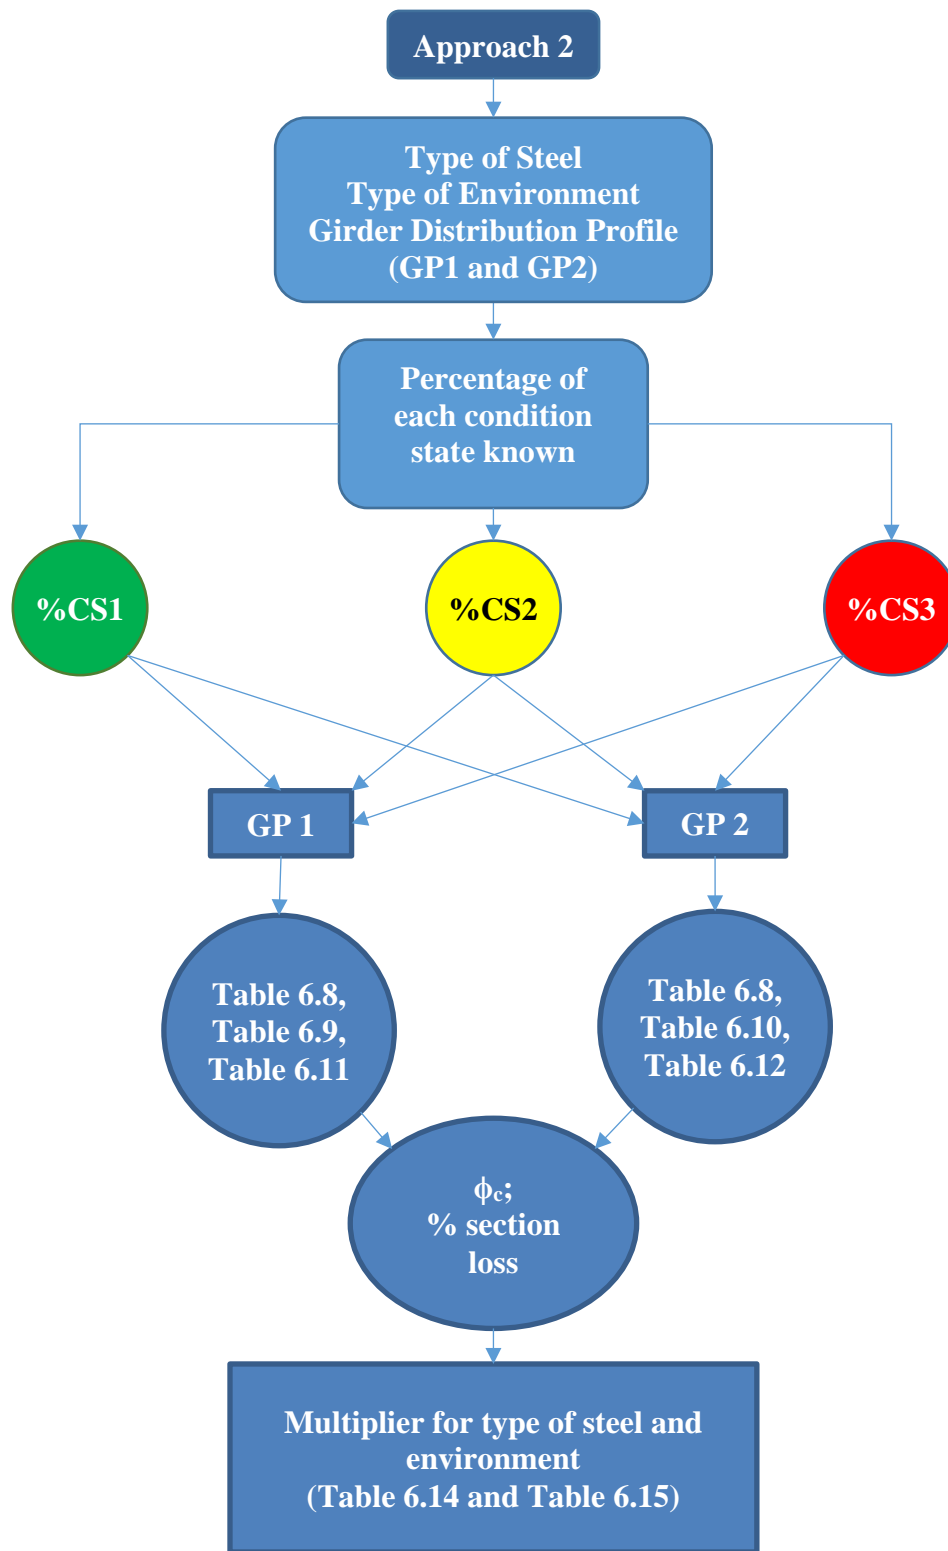 Approach 2
Type of Steel
Type of Environment
Girder Distribution Profile
(GP1 and GP2)
Percentage of
each condition
state known
%CS1
%CS2
%CS3
GP 1
GP 2
Table 6.8,
Table 6.9,
Table 6.11
Table 6.8,
Table 6.10,
Table 6.12
ϕc;
% section
loss
Multiplier for type of steel and
environment
(Table 6.14 and Table 6.15)